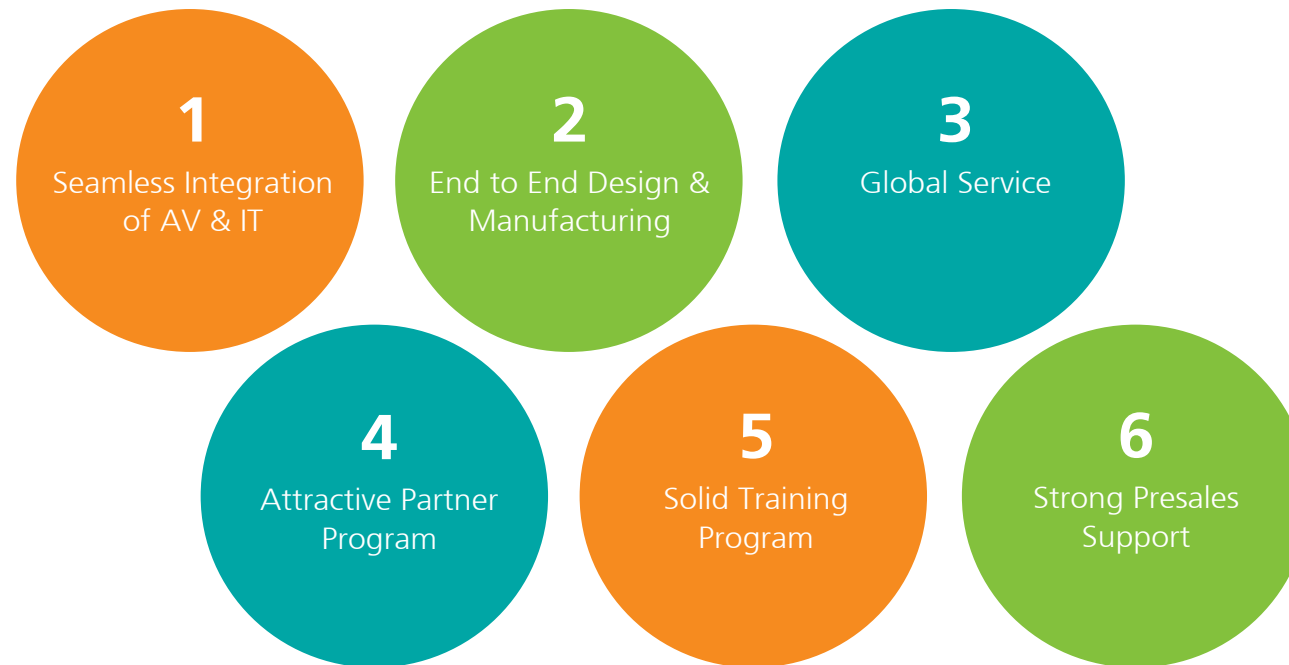 1
Seamless Integration
of AV & IT
2
End to End Design &
Manufacturing
3
Global Service
4
Attractive Partner
Program
5
Solid Training
Program
6
Strong Presales
Support